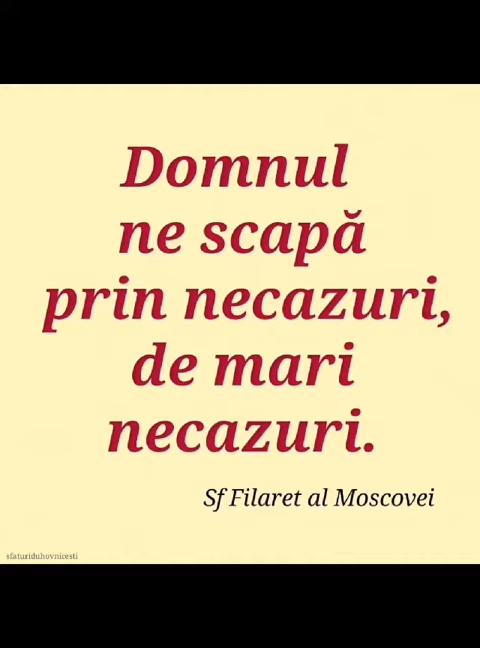 Domnul
ne scapă
prin necazuri,
de mari
necazuri.
Sf Filaret al Moscovei
sfaturiduhovnicesti